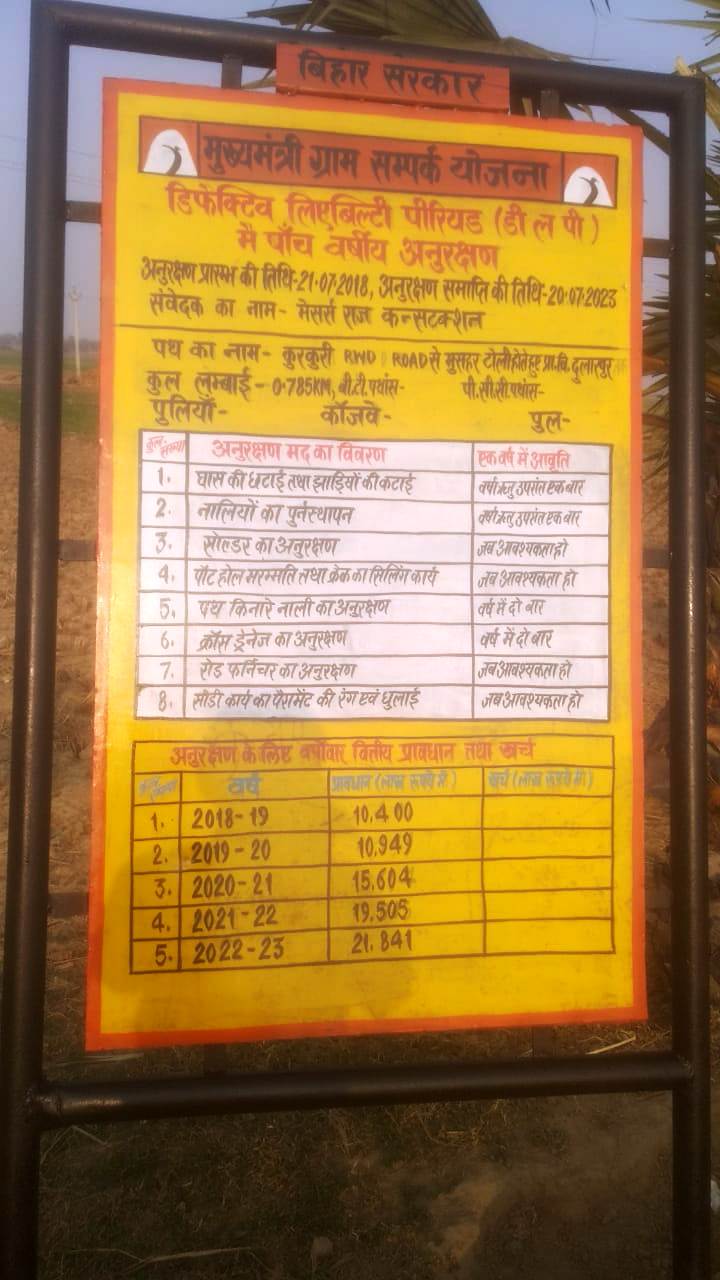 बिहार सरकार
मुख्यमंत्री ग्राम सम्पर्क योजना
डिफेक्टिव लिएबिल्टी पीरियड (डी ल पी)
मे पाँच वर्षीय अनुरक्षण
अनुरक्षण प्रारम्भ की तिथि-21.07.2018, अनुरक्षण समाप्ति की तिथि-20.07.2023
संवेदक का नाम- मेसर्स राज कन्सटक्शन
पथ का नाम- कुरकुरी RWD ROAD से मुसहर टोली होते हुए प्रा.वि. दुलारपुर
कुल लम्बाई - 0.785KM, बी.टी.पथांस- पी.सी.सी.पथांस-
पुलियाँ- कॉजवे- पुल-
संख्या अनुरक्षण मद का विवरण एक वर्ष में आवृति
1. घास की छटाई तथा झाड़ियों की कटाई वर्षा ऋतु उपरांत एक बार
2. नालियों का पुर्नस्थापन वर्षा ऋतु उपरांत एक बार
3. सोल्डर का अनुरक्षण जब आवश्यकता हो
4. पॉट होल मरम्मति तथा क्रेक का सिलिंग कार्य जब आवश्यकता हो
5. पथ किनारे नाली का अनुरक्षण वर्ष में दो बार
6. क्रॉस ड्रेनेज का अनुरक्षण वर्ष में दो बार
7. रोड फर्निचर का अनुरक्षण जब आवश्यकता हो
8. सीडी कार्य का पैरामेंट की रंग एवं धुलाई जब आवश्यकता हो
अनुरक्षण के लिए वर्षावार वित्तीय प्रावधान तथा खर्च
वर्ष प्रावधान (लाख रूपये में) खर्च (लाख रूपये में)
1. 2018-19 10.400
2. 2019-20 10.949
3. 2020-21 15.604
4. 2021-22 19.505
5. 2022-23 21.841